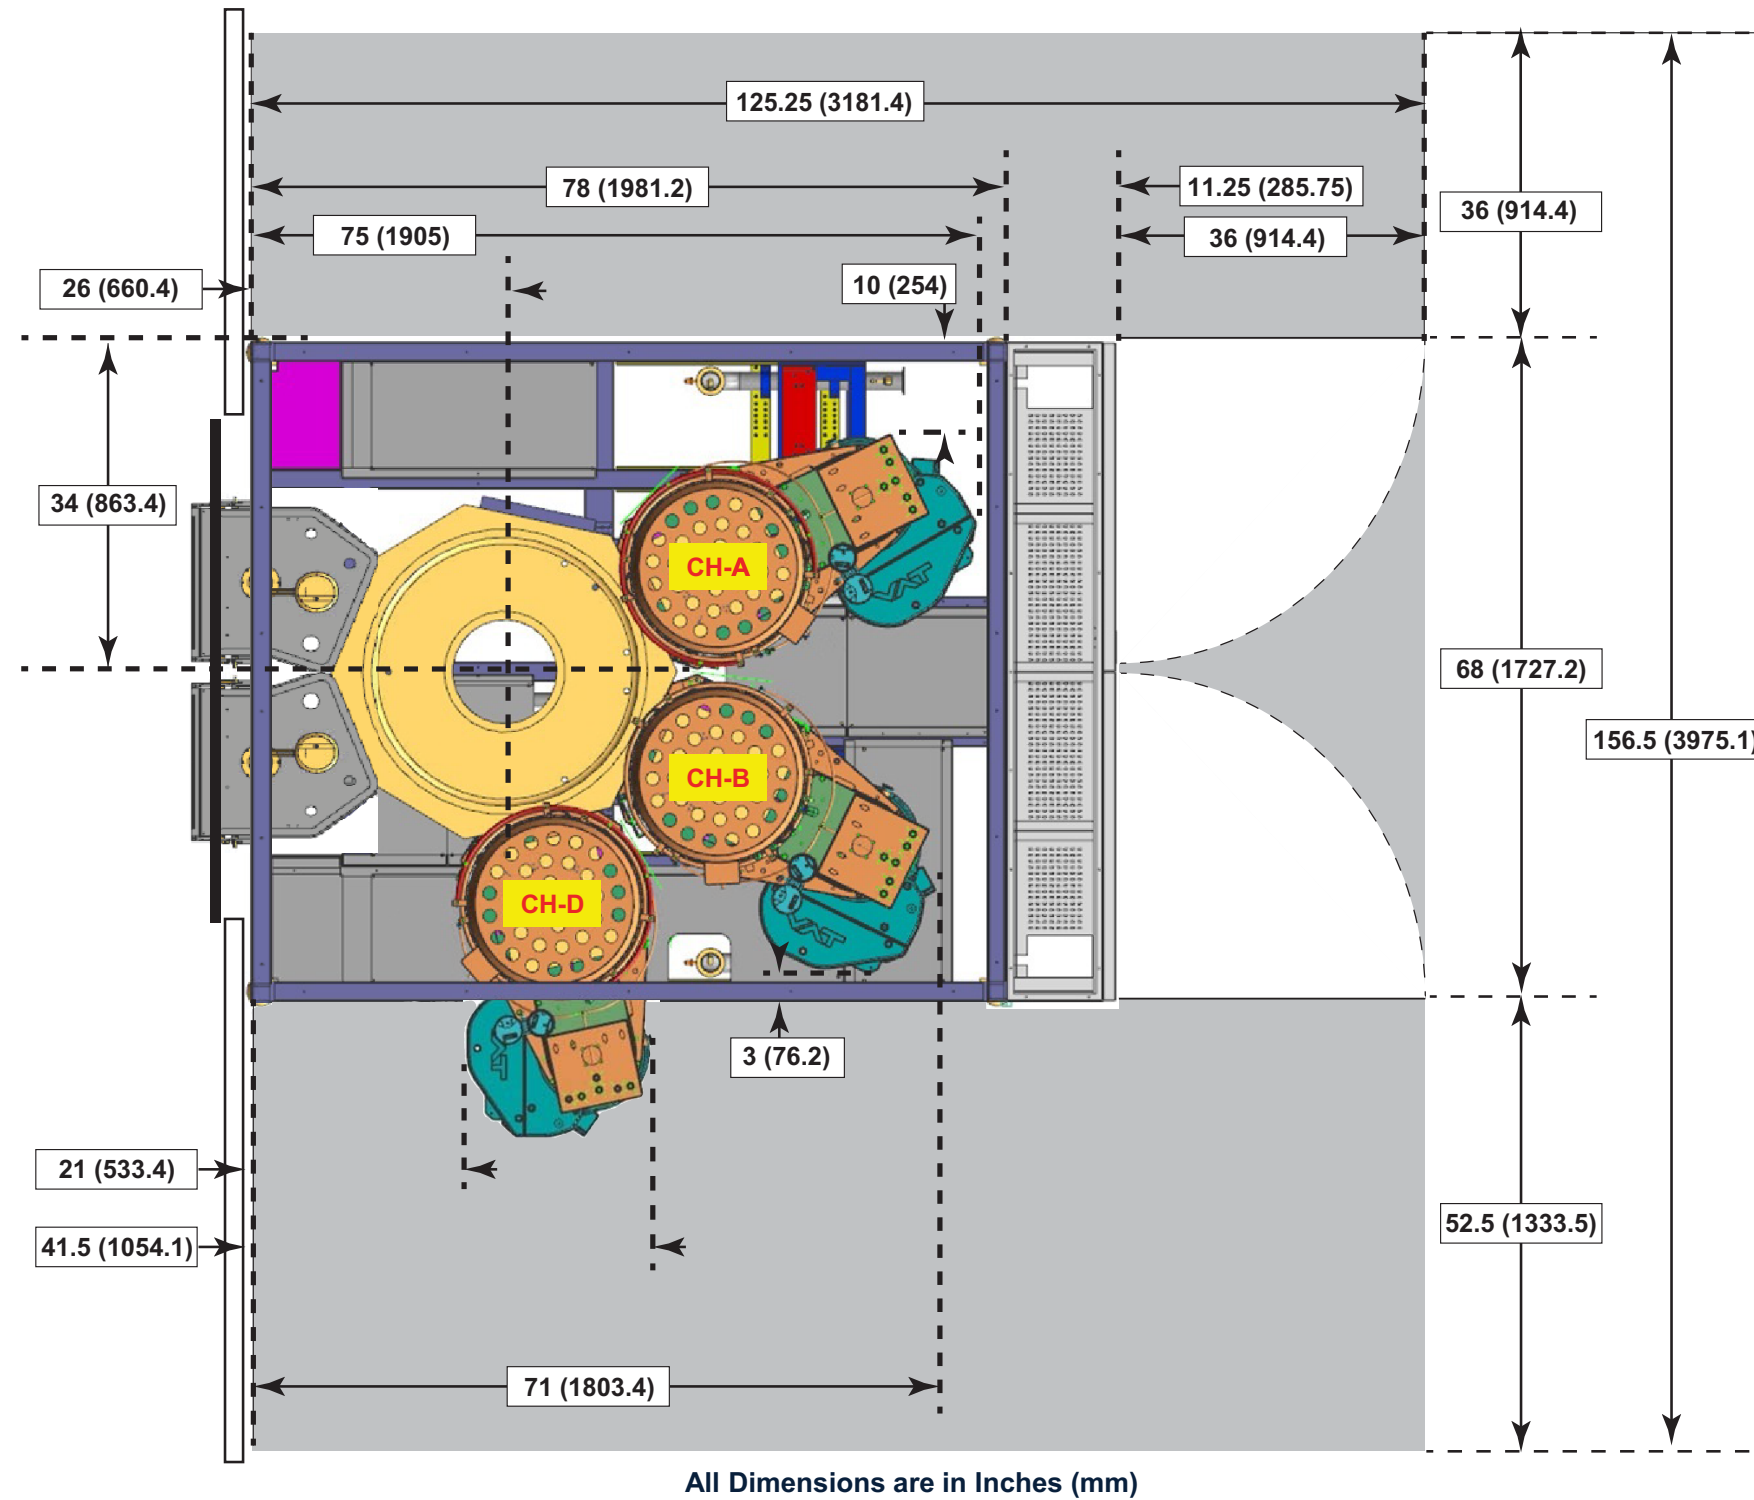 125.25 (3181.4)
78 (1981.2)
11.25 (285.75)
36 (914.4)
75 (1905)
36 (914.4)
26 (660.4)
10 (254)
34 (863.4)
CH-A
VAT
68 (1727.2)
156.5 (3975.1)
CH-B
CH-D
VAT
3 (76.2)
VAT
21 (533.4)
52.5 (1333.5)
41.5 (1054.1)
71 (1803.4)
All Dimensions are in Inches (mm)